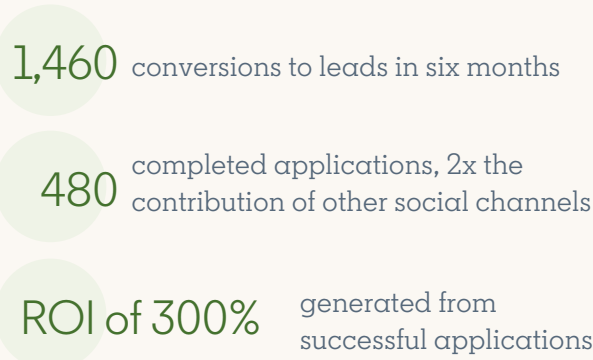 1,460 conversions to leads in six months
480 completed applications, 2x the
contribution of other social channels
ROI of 300% generated from
successful applications